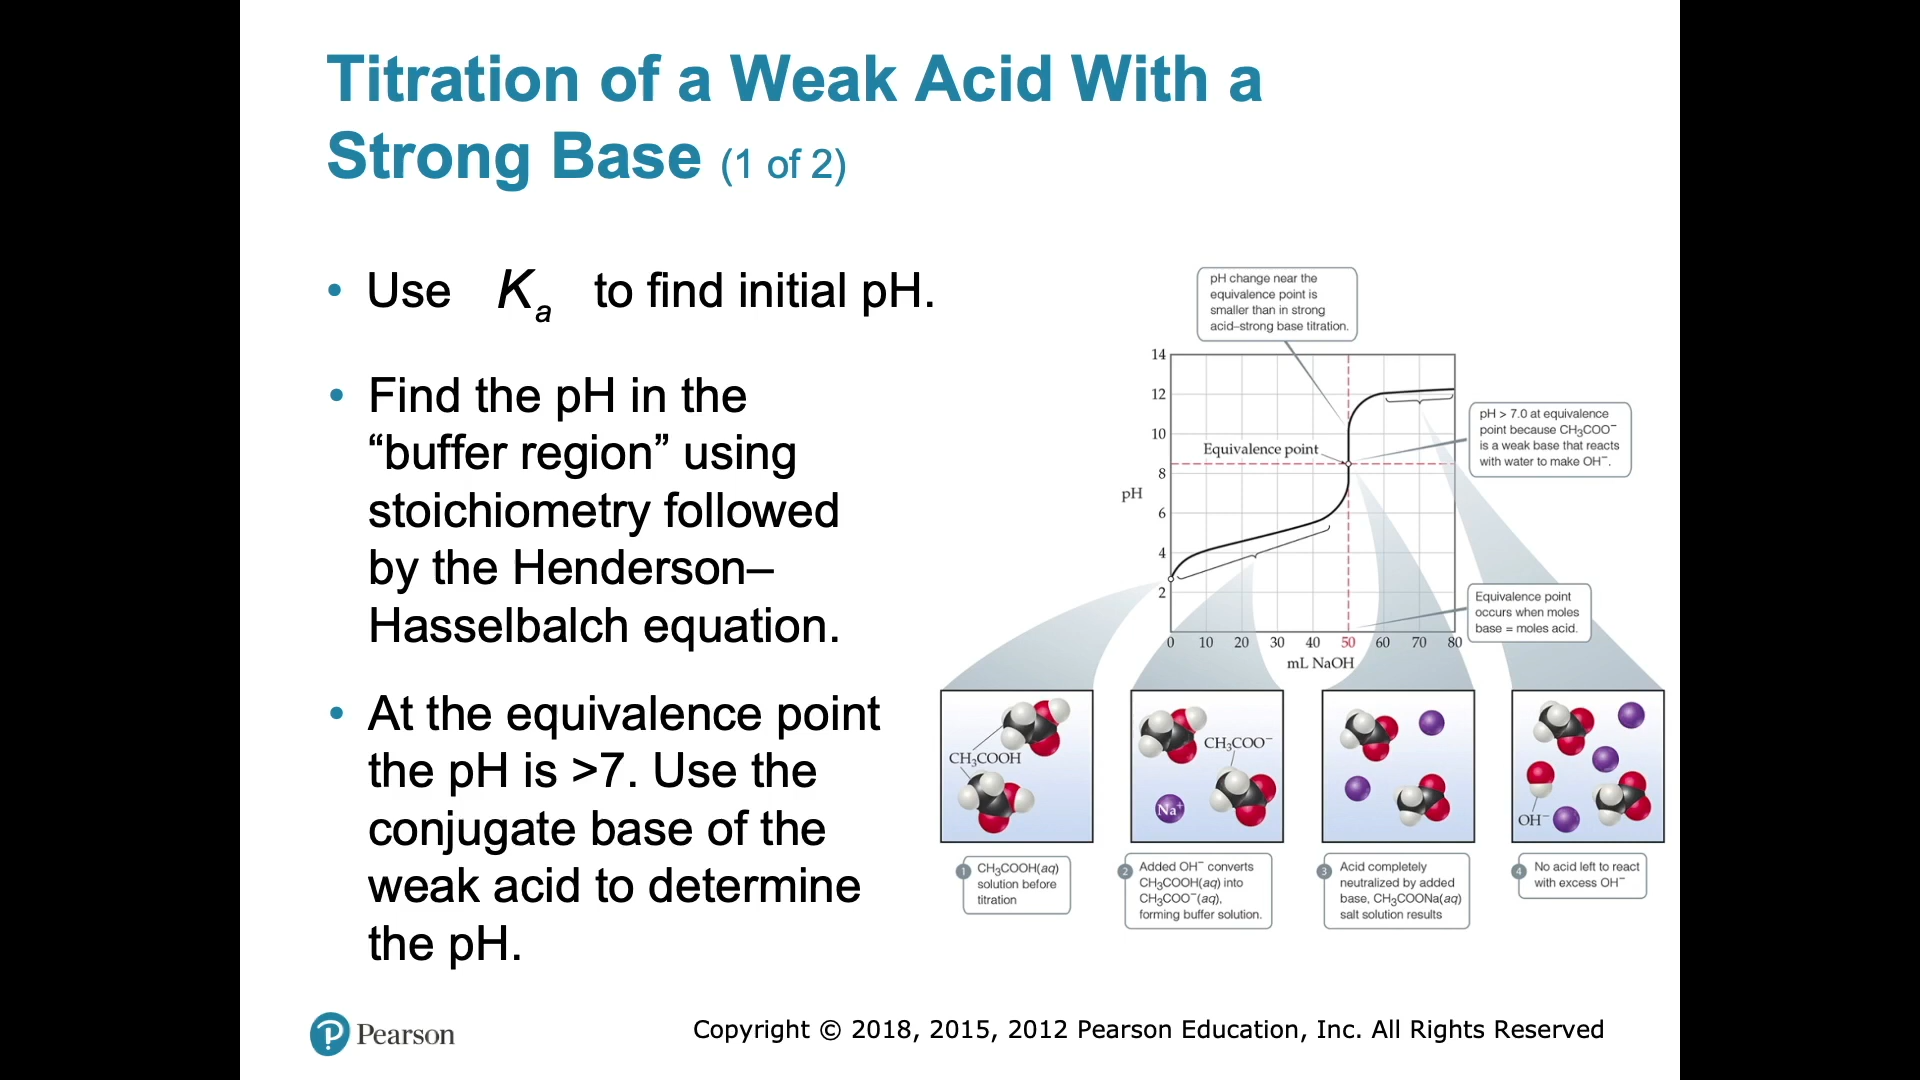 Titration of a Weak Acid With a
Strong Base (1 of 2)
• Use Ka to find initial pH.
• Find the pH in the
“buffer region” using
stoichiometry followed
by the Henderson–
Hasselbalch equation.
• At the equivalence point
the pH is >7. Use the
conjugate base of the
weak acid to determine
the pH.
pH change near the
equivalence point is
smaller than in strong
acid–strong base titration.
14
12
10
8
6
4
2
pH
Equivalence point
0 10 20 30 40 50 60 70 80
mL NaOH
pH > 7.0 at equivalence
point because CH₃COO⁻
is a weak base that reacts
with water to make OH⁻.
Equivalence point
occurs when moles
base = moles acid.
CH₃COOH
CH₃COO⁻
Na⁺
OH⁻
1 CH₃COOH(aq)
solution before
titration
2 Added OH⁻ converts
CH₃COOH(aq) into
CH₃COO⁻(aq),
forming buffer solution.
3 Acid completely
neutralized by added
base, CH₃COONa(aq)
salt solution results
4 No acid left to react
with excess OH⁻
P Pearson
Copyright © 2018, 2015, 2012 Pearson Education, Inc. All Rights Reserved